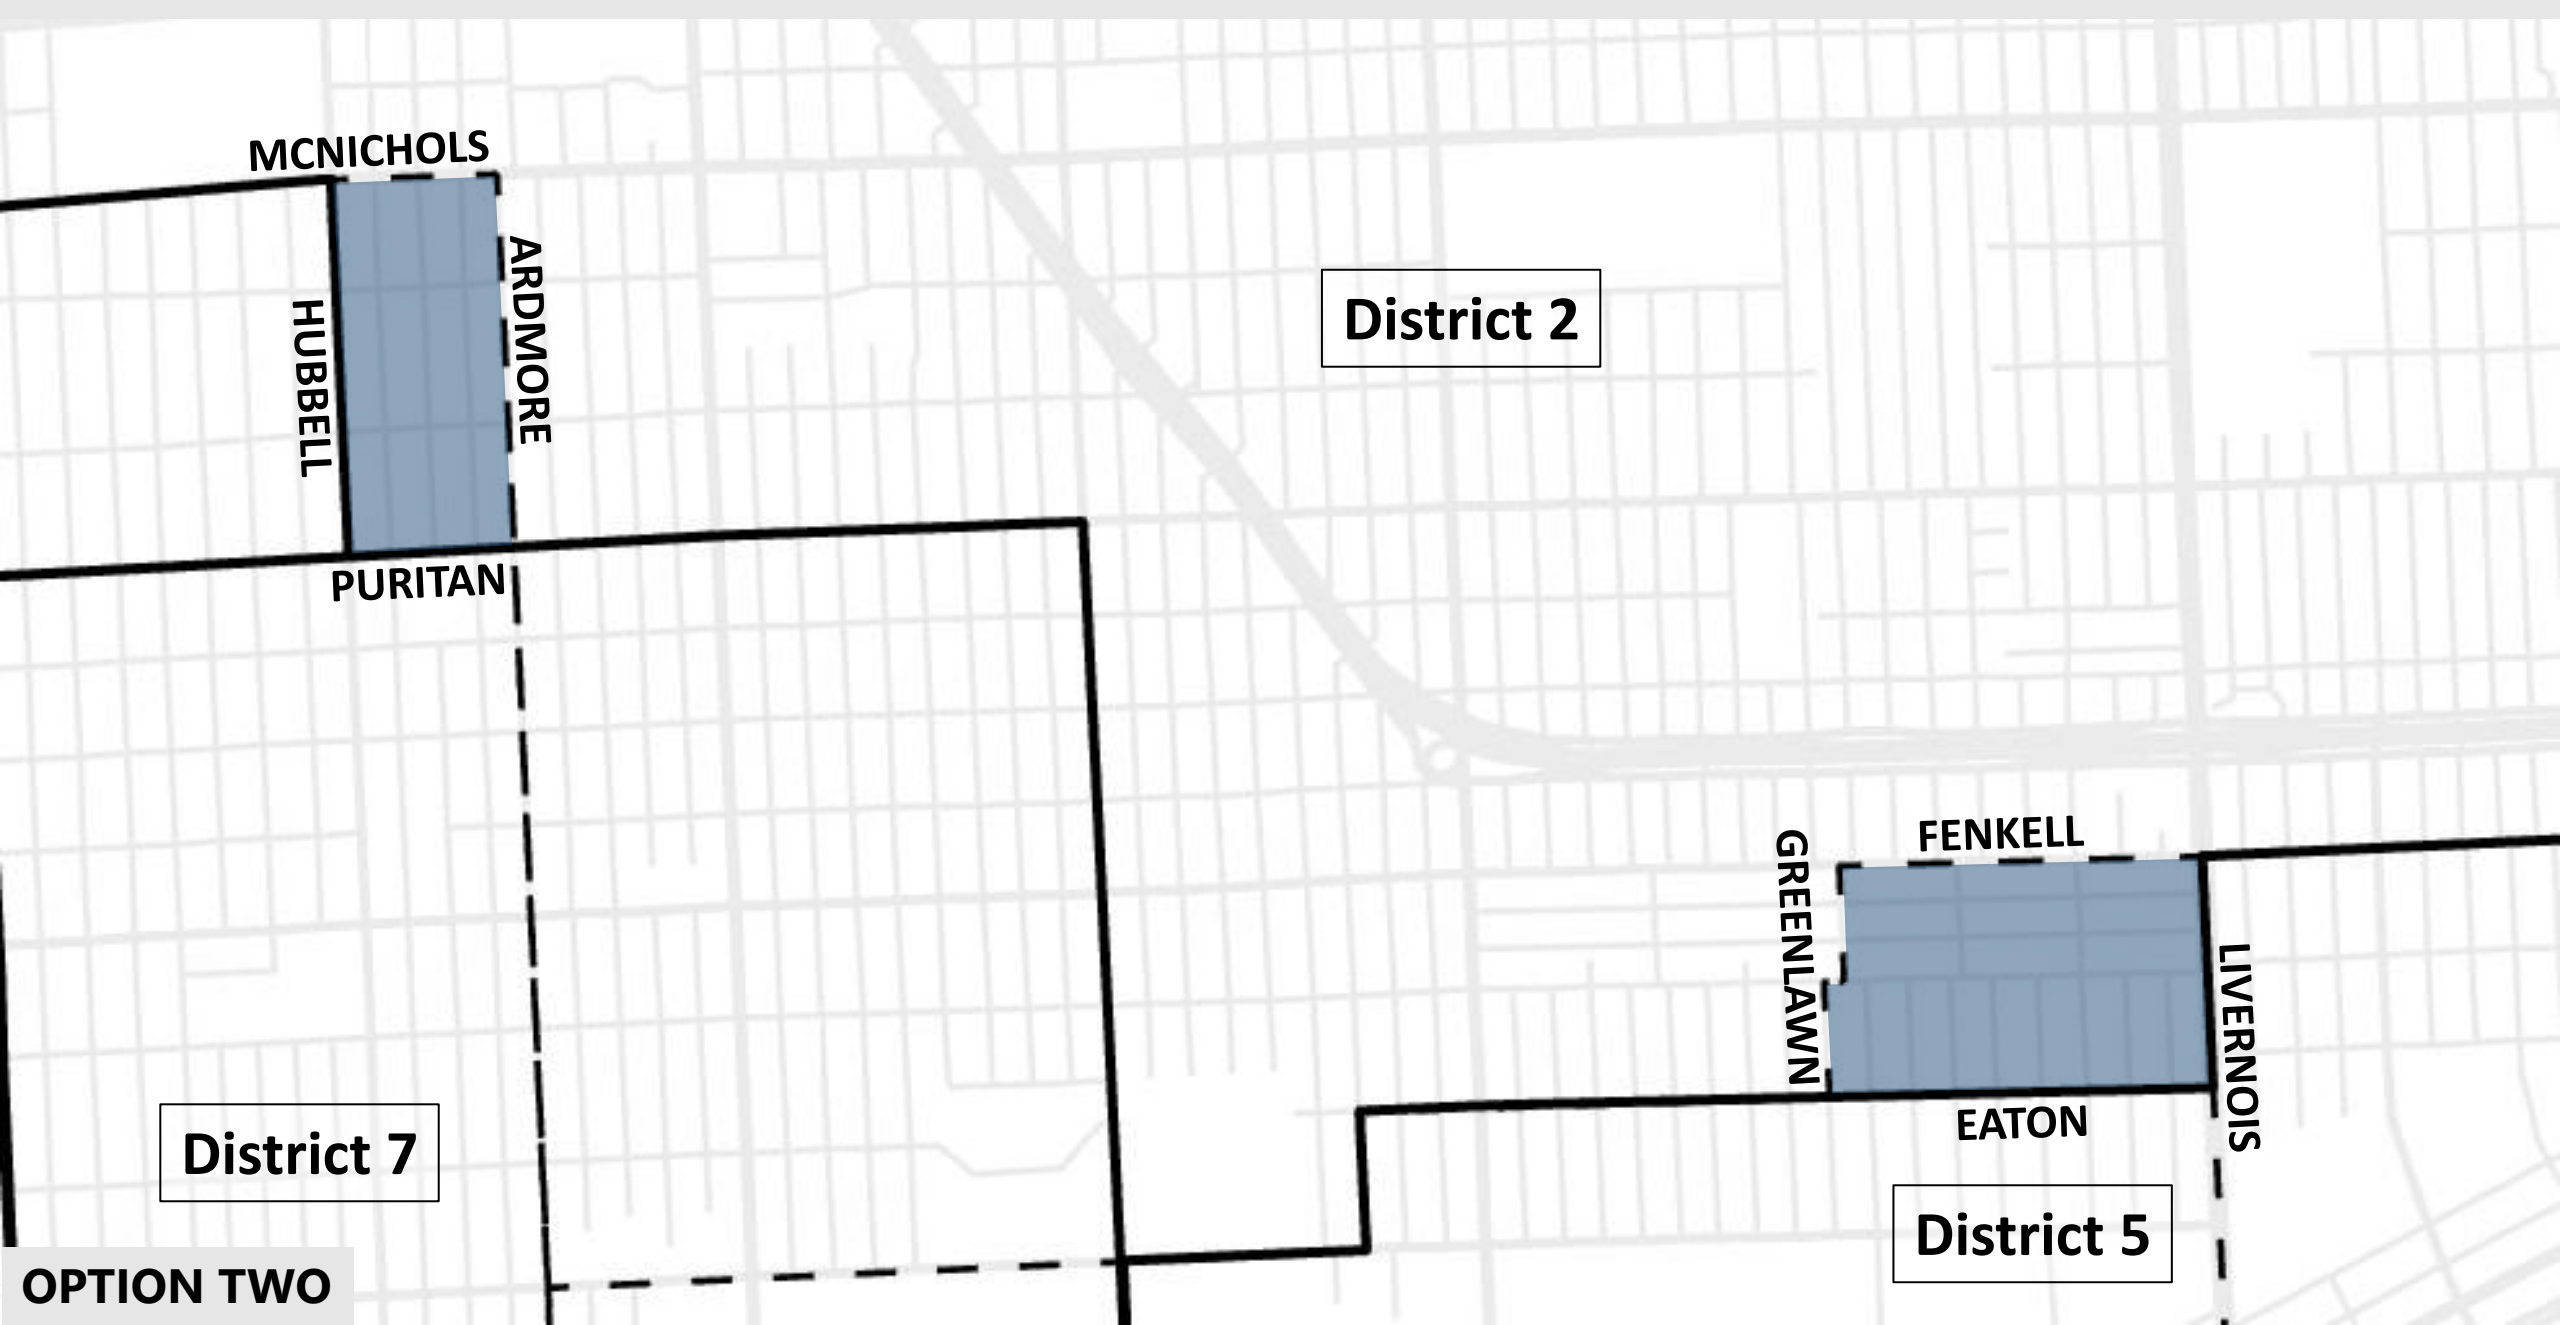 MCNICHOLS
HUBBELL
ARDMORE
District 2
PURITAN
FENKELL
GREENLAWN
LIVERNOIS
EATON
District 7
District 5
OPTION TWO